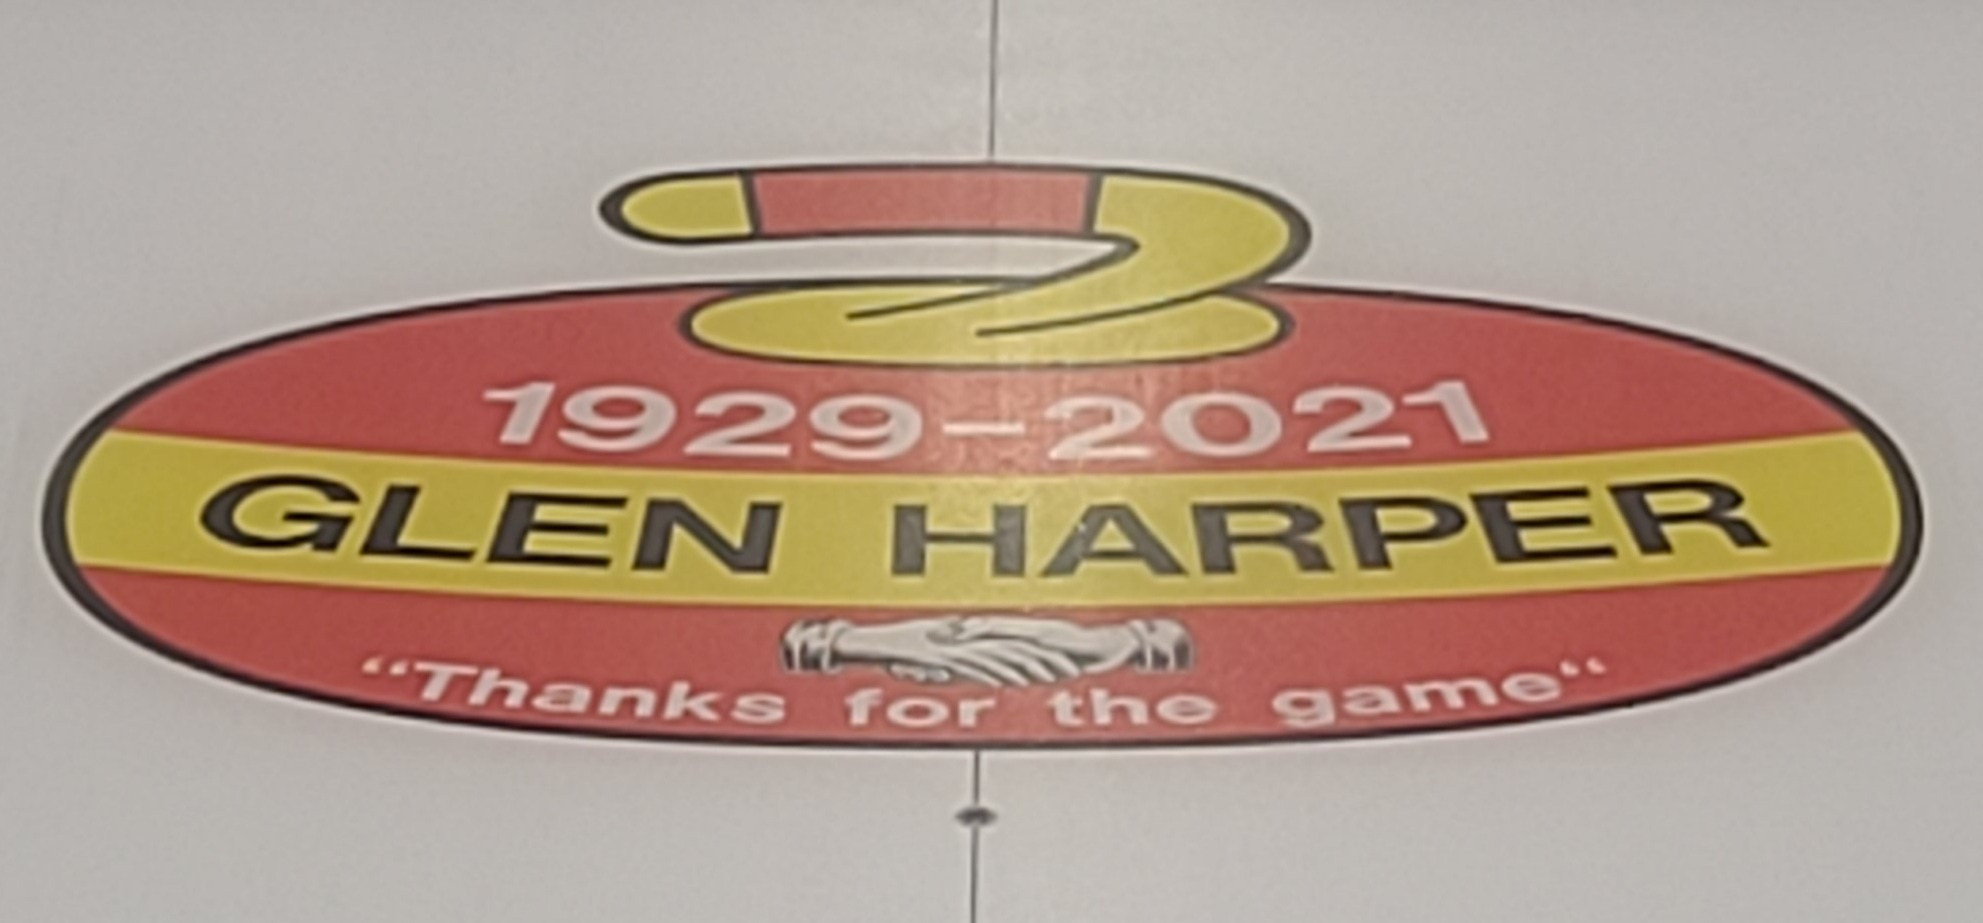 1929-2021
GLEN HARPER
“Thanks for the game“